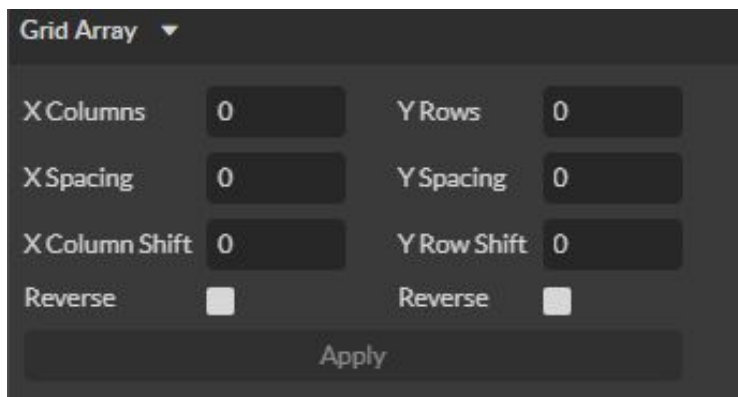 Grid Array
X Columns 0 Y Rows 0
X Spacing 0 Y Spacing 0
X Column Shift 0 Y Row Shift 0
Reverse Reverse
Apply